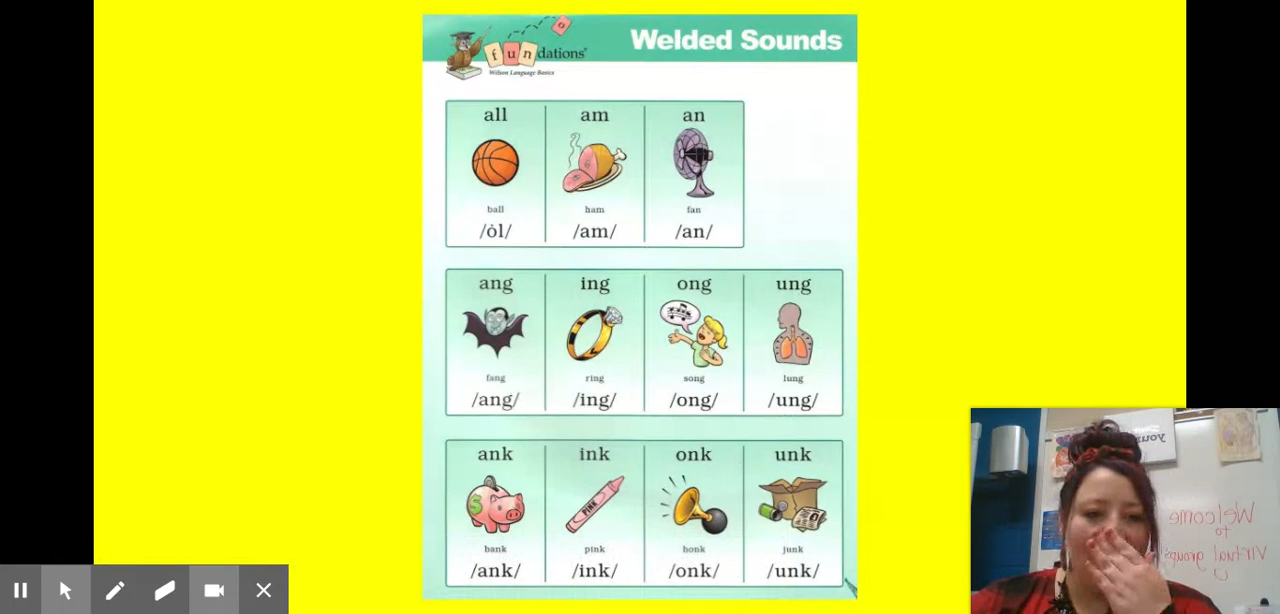 Welded Sounds
fundations®
Wilson Language Basics
all am an
ball ham fan
/òl/ /am/ /an/
ang ing ong ung
fang ring song lung
/ang/ /ing/ /ong/ /ung/
ank ink onk unk
$ PINK
bank pink honk junk
/ank/ /ink/ /onk/ /unk/
your
Welcome
to
Virtual groups!